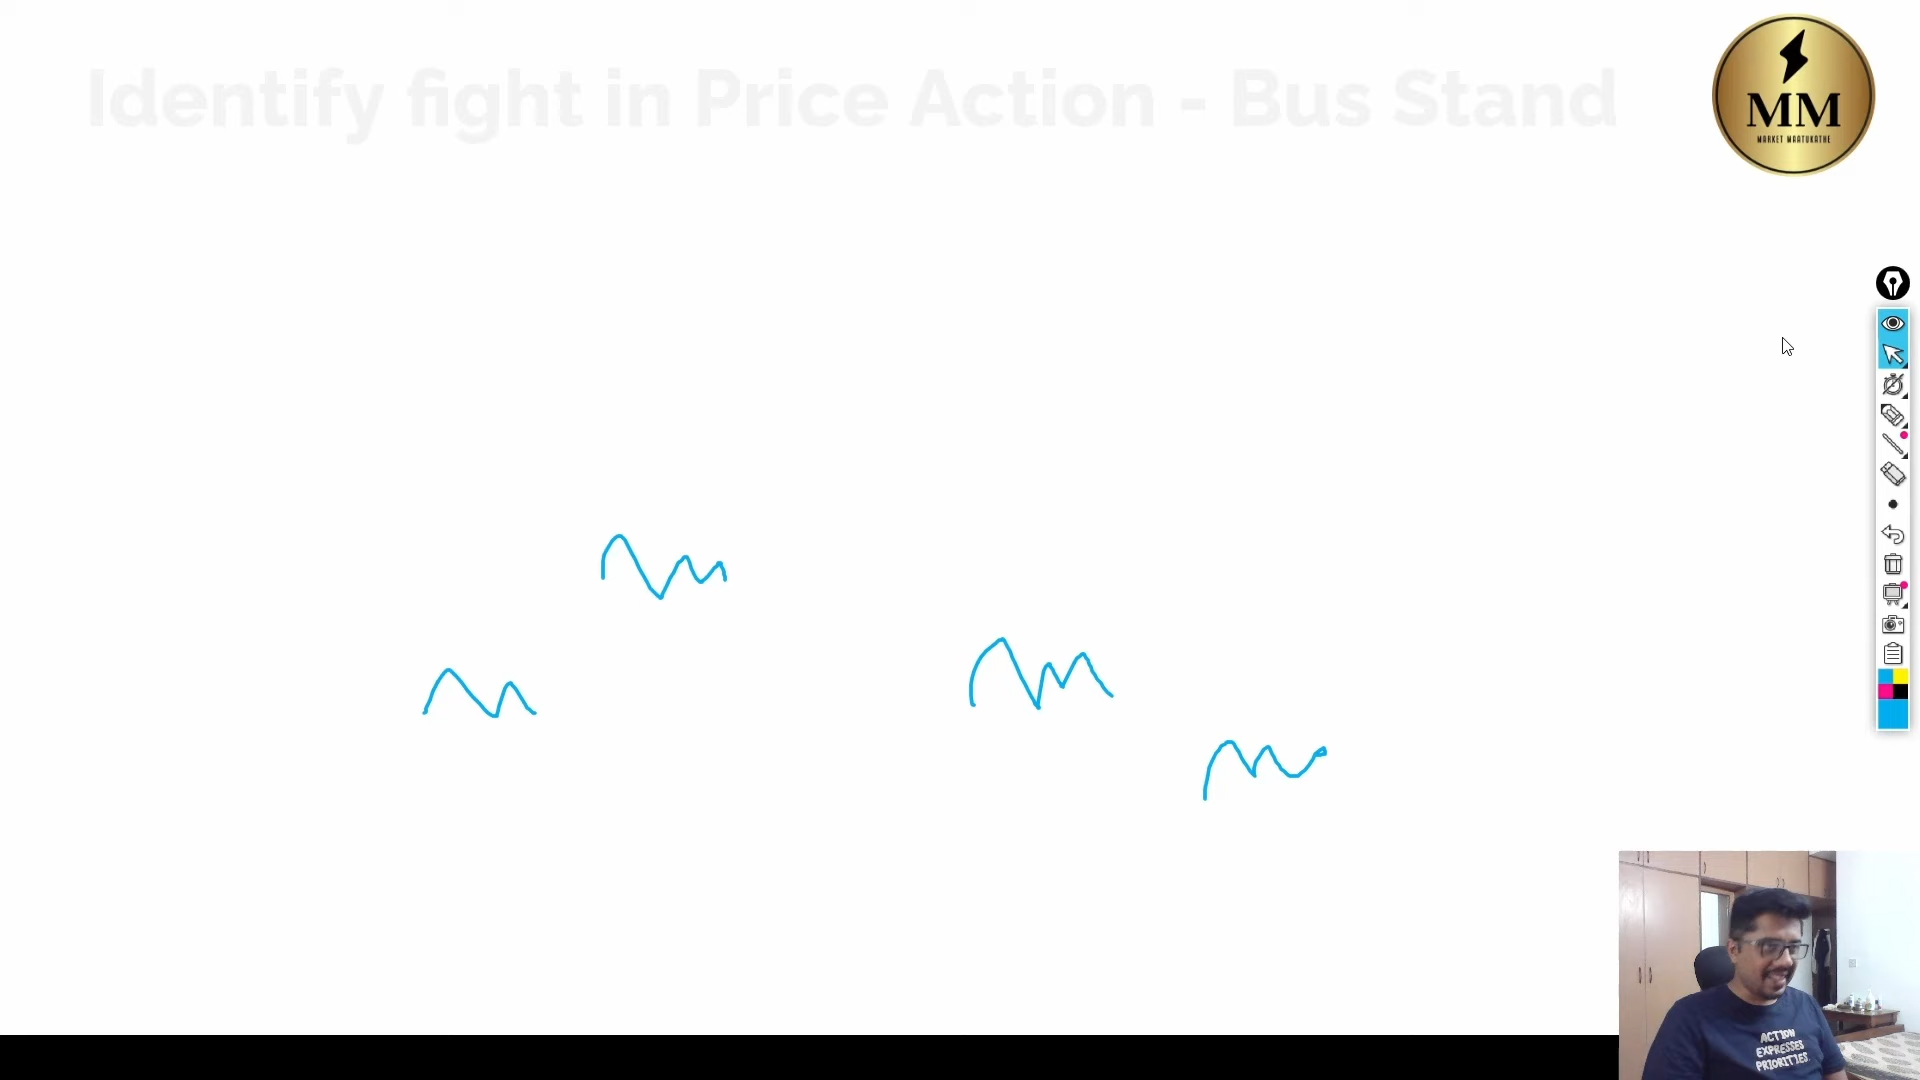 Identify fight in Price Action - Bus Stand
MM
MARKET MAATUKATHE
ACTION
EXPRESSES
PRIORITIES